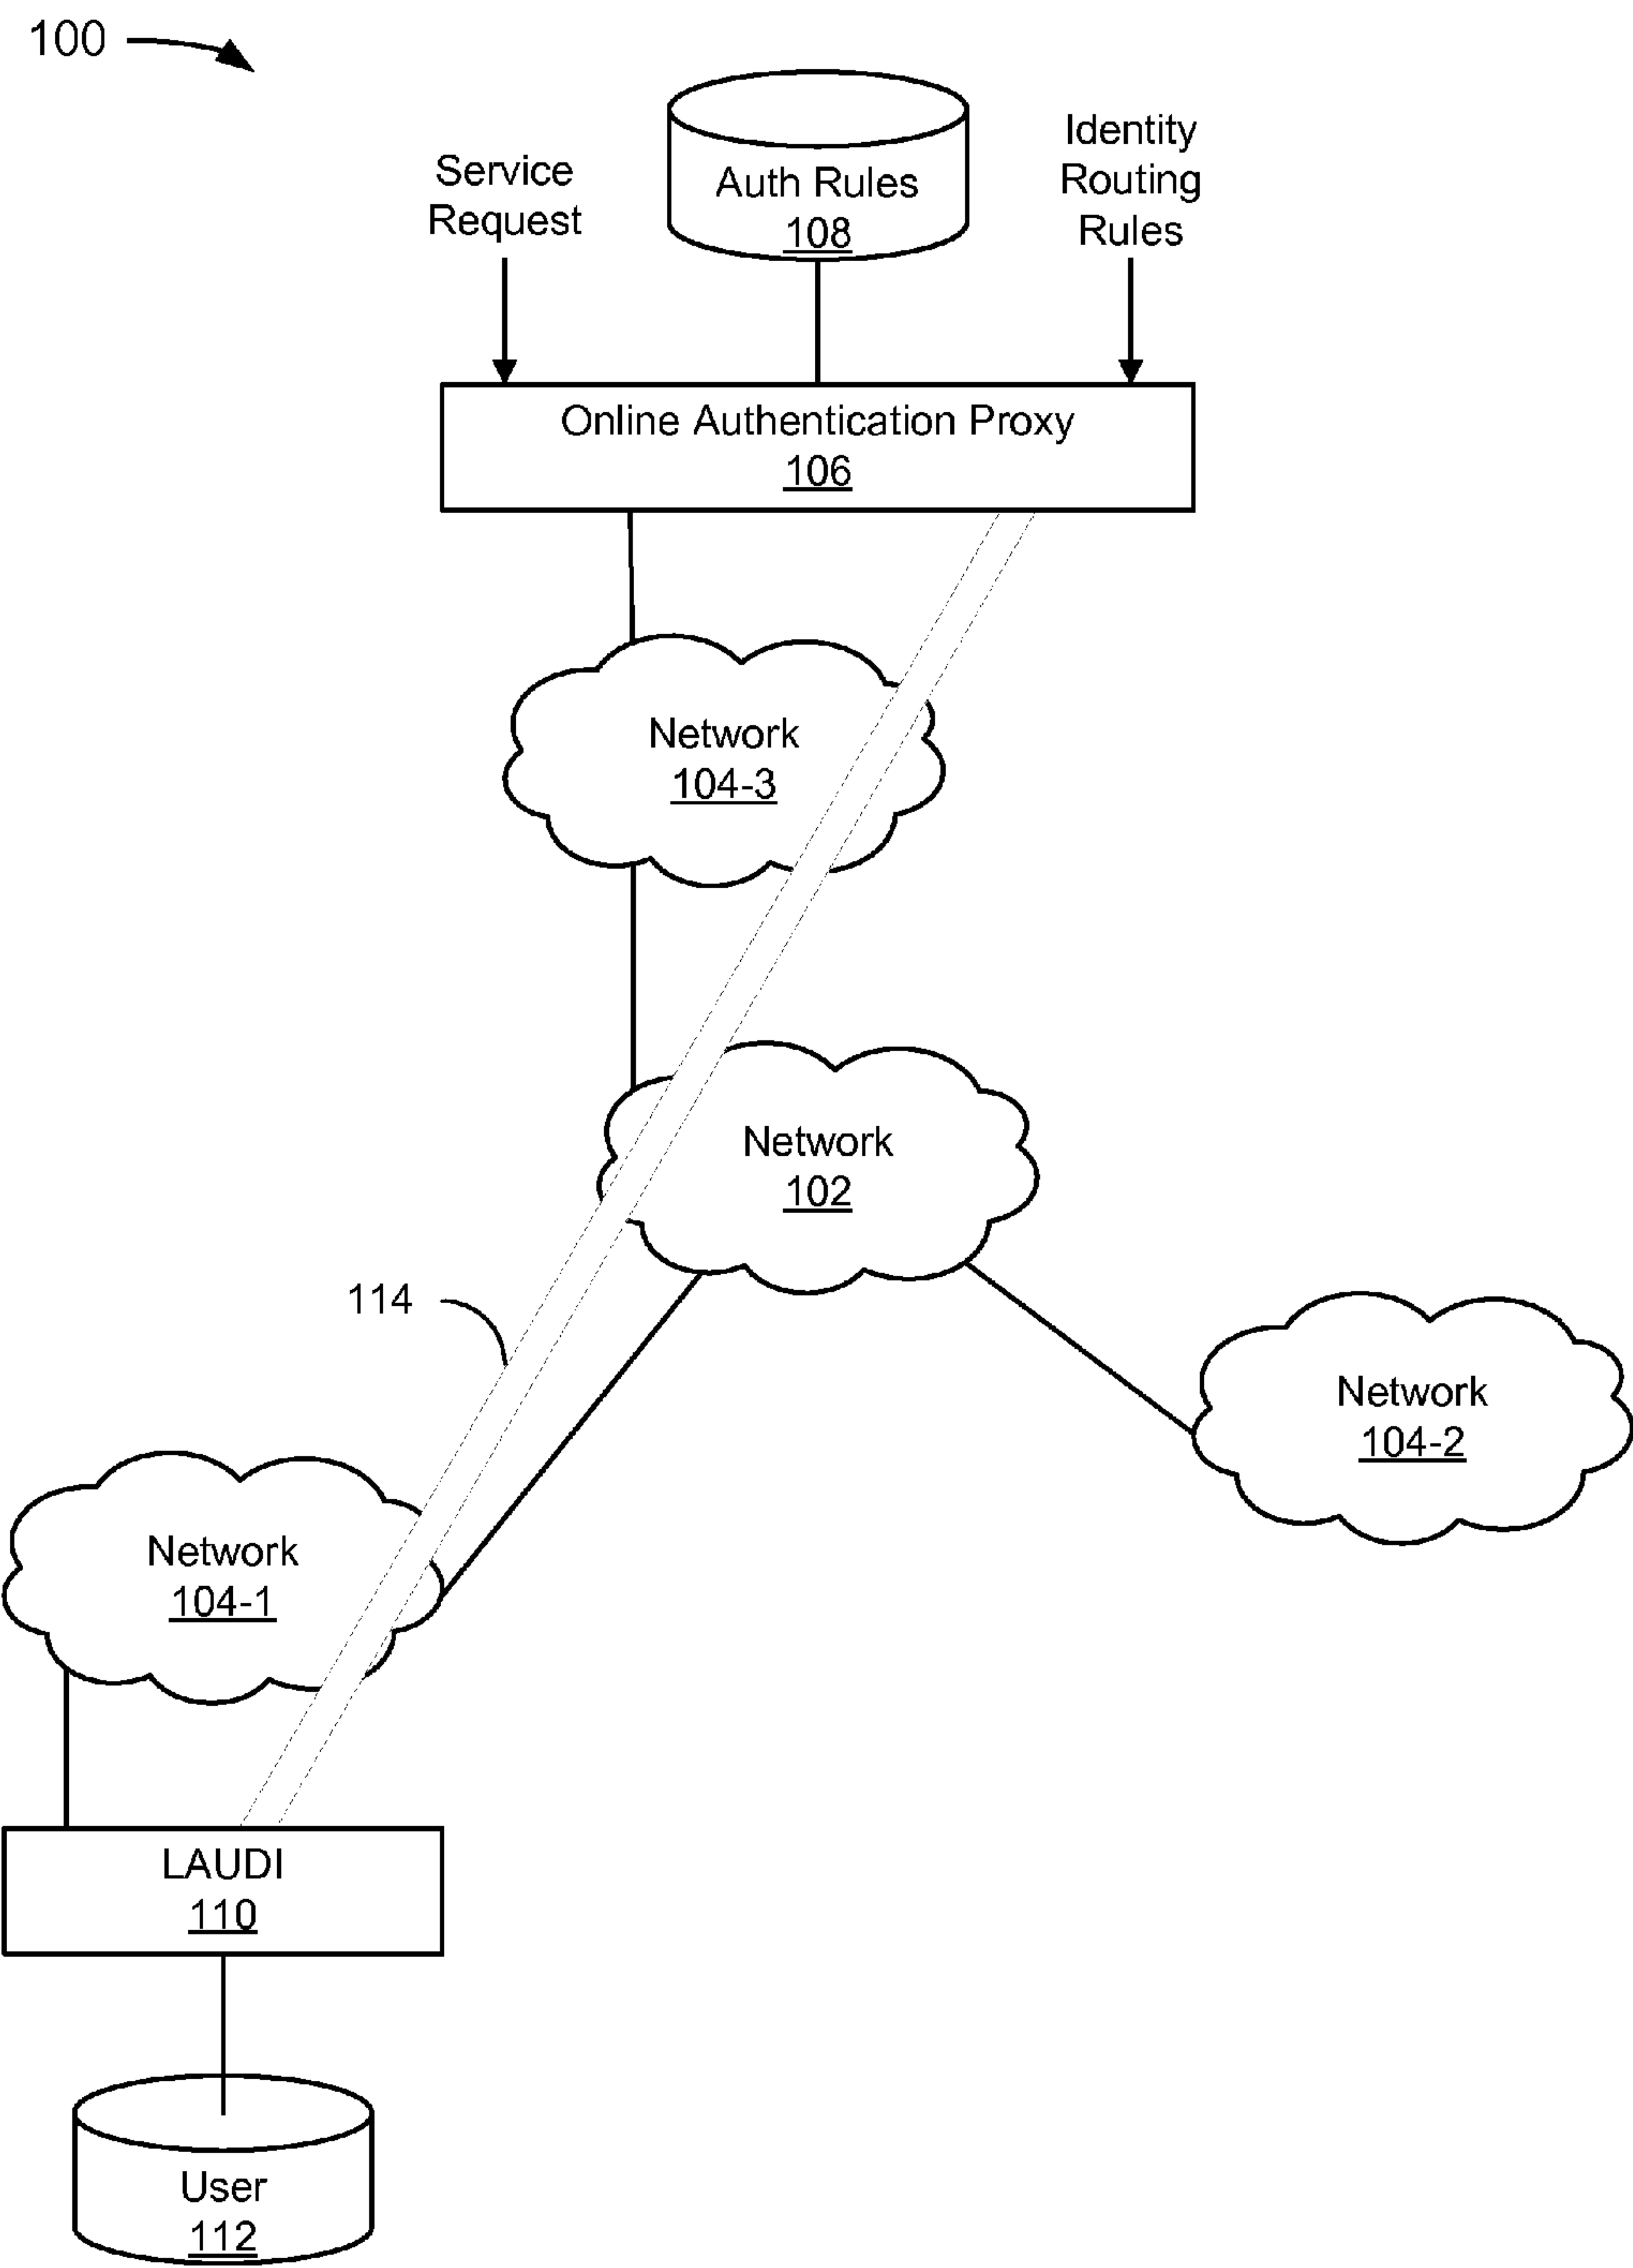 100
Service
Request
Auth Rules
108
Identity
Routing
Rules
Online Authentication Proxy
106
Network
104-3
Network
102
114
Network
104-2
Network
104-1
LAUDI
110
User
112